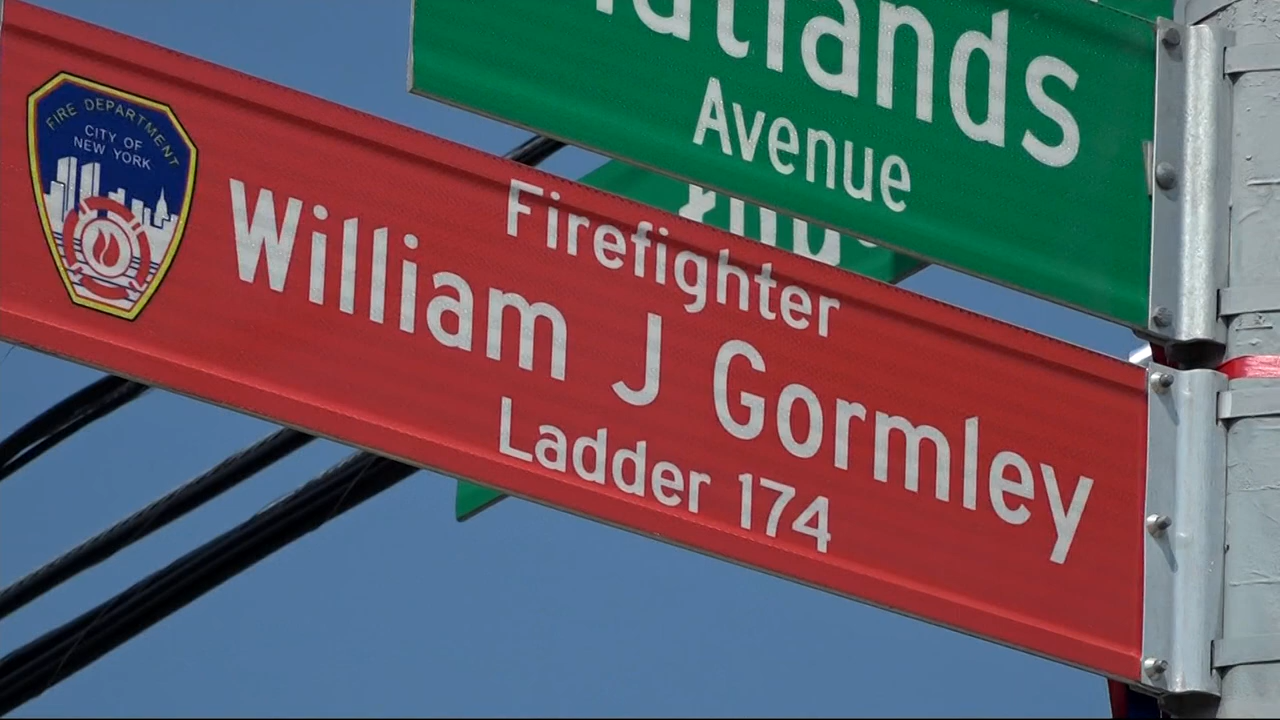 Avenue
FIRE DEPARTMENT
CITY OF
NEW YORK
Firefighter
William J Gormley
Ladder 174